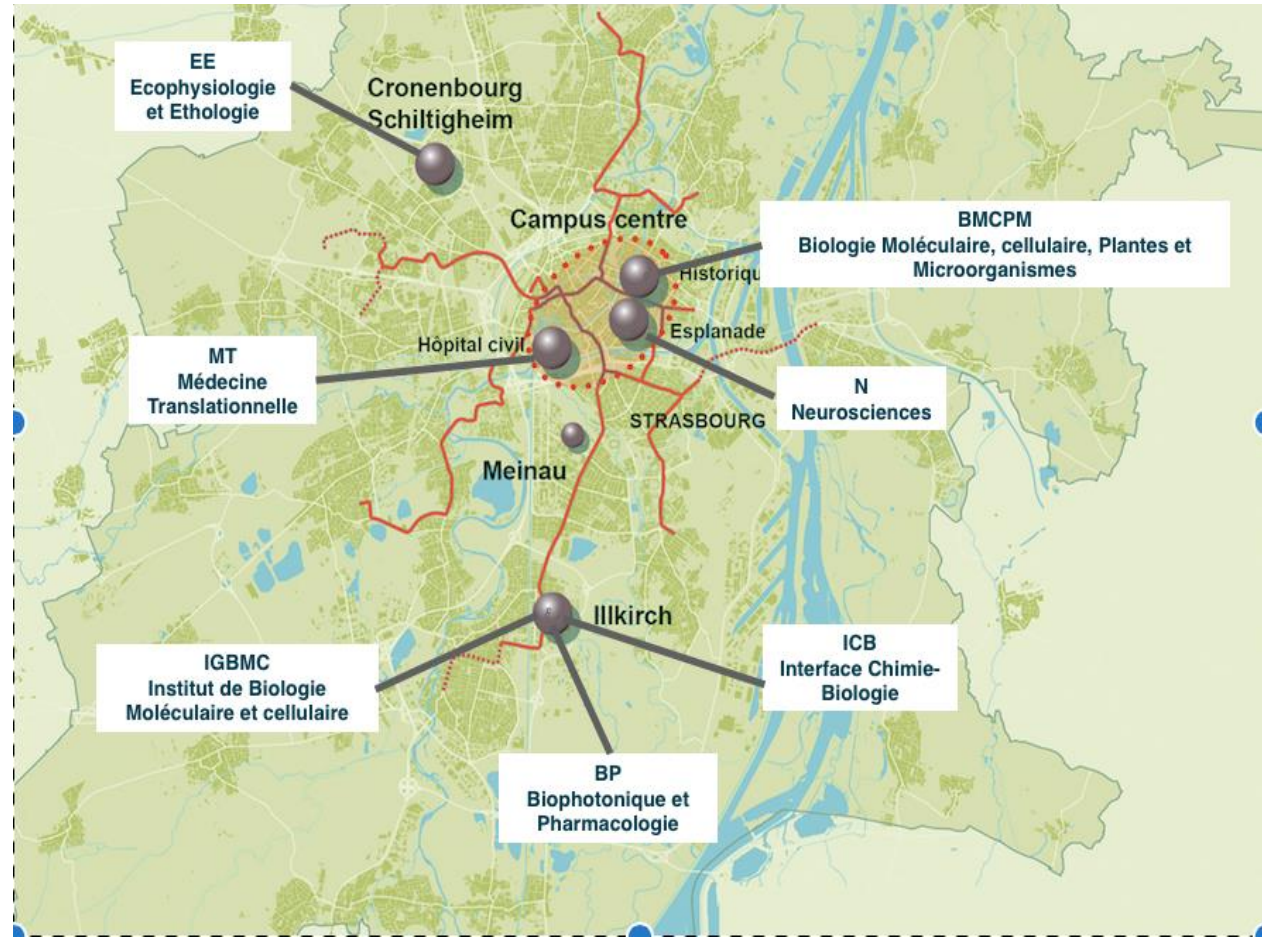 EE
Ecophysiologie
et Ethologie
Cronenbourg
Schiltigheim
Campus centre
BMCPM
Biologie Moléculaire, cellulaire, Plantes et
Microorganismes
Historiqu
Esplanade
Hôpital civil
MT
Médecine
Translationnelle
N
Neurosciences
STRASBOURG
Meinau
Illkirch
IGBMC
Institut de Biologie
Moléculaire et cellulaire
ICB
Interface Chimie-
Biologie
BP
Biophotonique et
Pharmacologie